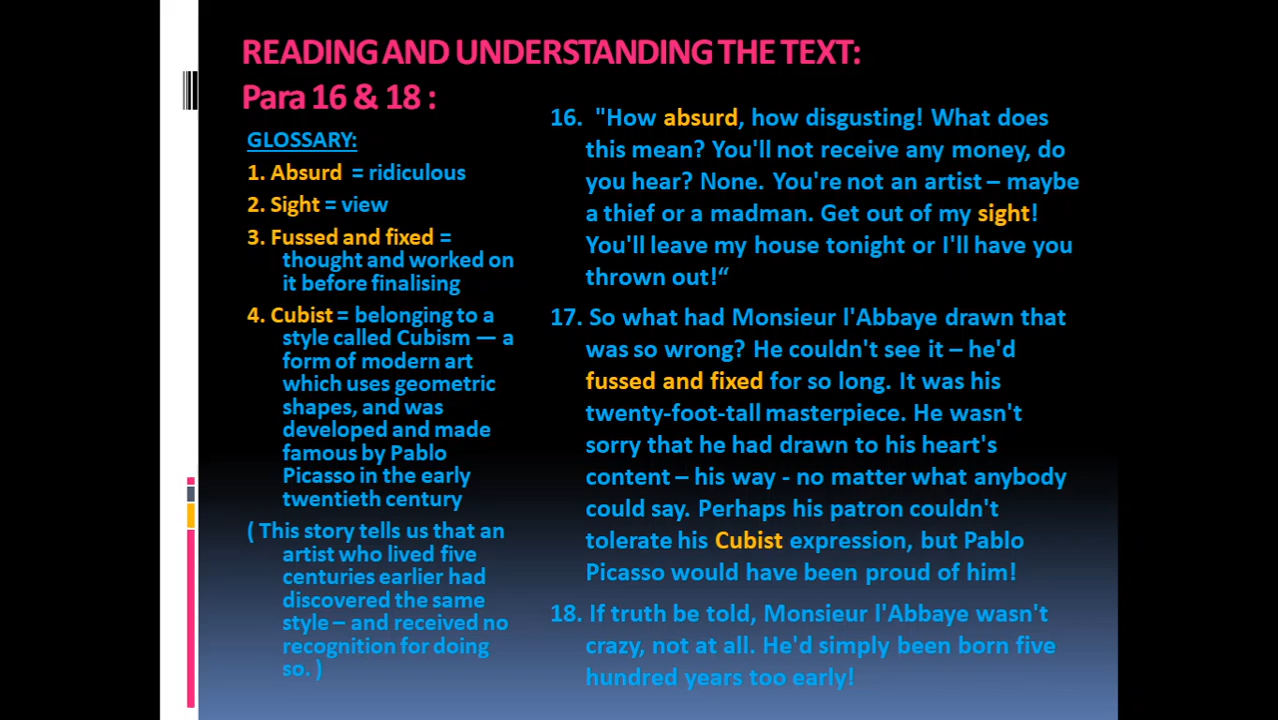 READING AND UNDERSTANDING THE TEXT:
Para 16 & 18 :
GLOSSARY:
1. Absurd = ridiculous
2. Sight = view
3. Fussed and fixed =
thought and worked on
it before finalising
4. Cubist = belonging to a
style called Cubism — a
form of modern art
which uses geometric
shapes, and was
developed and made
famous by Pablo
Picasso in the early
twentieth century
( This story tells us that an
artist who lived five
centuries earlier had
discovered the same
style – and received no
recognition for doing
so. )
16. "How absurd, how disgusting! What does
this mean? You'll not receive any money, do
you hear? None. You're not an artist – maybe
a thief or a madman. Get out of my sight!
You'll leave my house tonight or I'll have you
thrown out!“
17. So what had Monsieur l'Abbaye drawn that
was so wrong? He couldn't see it – he'd
fussed and fixed for so long. It was his
twenty-foot-tall masterpiece. He wasn't
sorry that he had drawn to his heart's
content – his way - no matter what anybody
could say. Perhaps his patron couldn't
tolerate his Cubist expression, but Pablo
Picasso would have been proud of him!
18. If truth be told, Monsieur l'Abbaye wasn't
crazy, not at all. He'd simply been born five
hundred years too early!